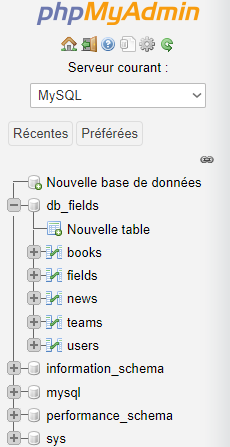 phpMyAdmin
Serveur courant :
MySQL
Récentes Préférées
Nouvelle base de données
db_fields
Nouvelle table
books
fields
news
teams
users
information_schema
mysql
performance_schema
sys